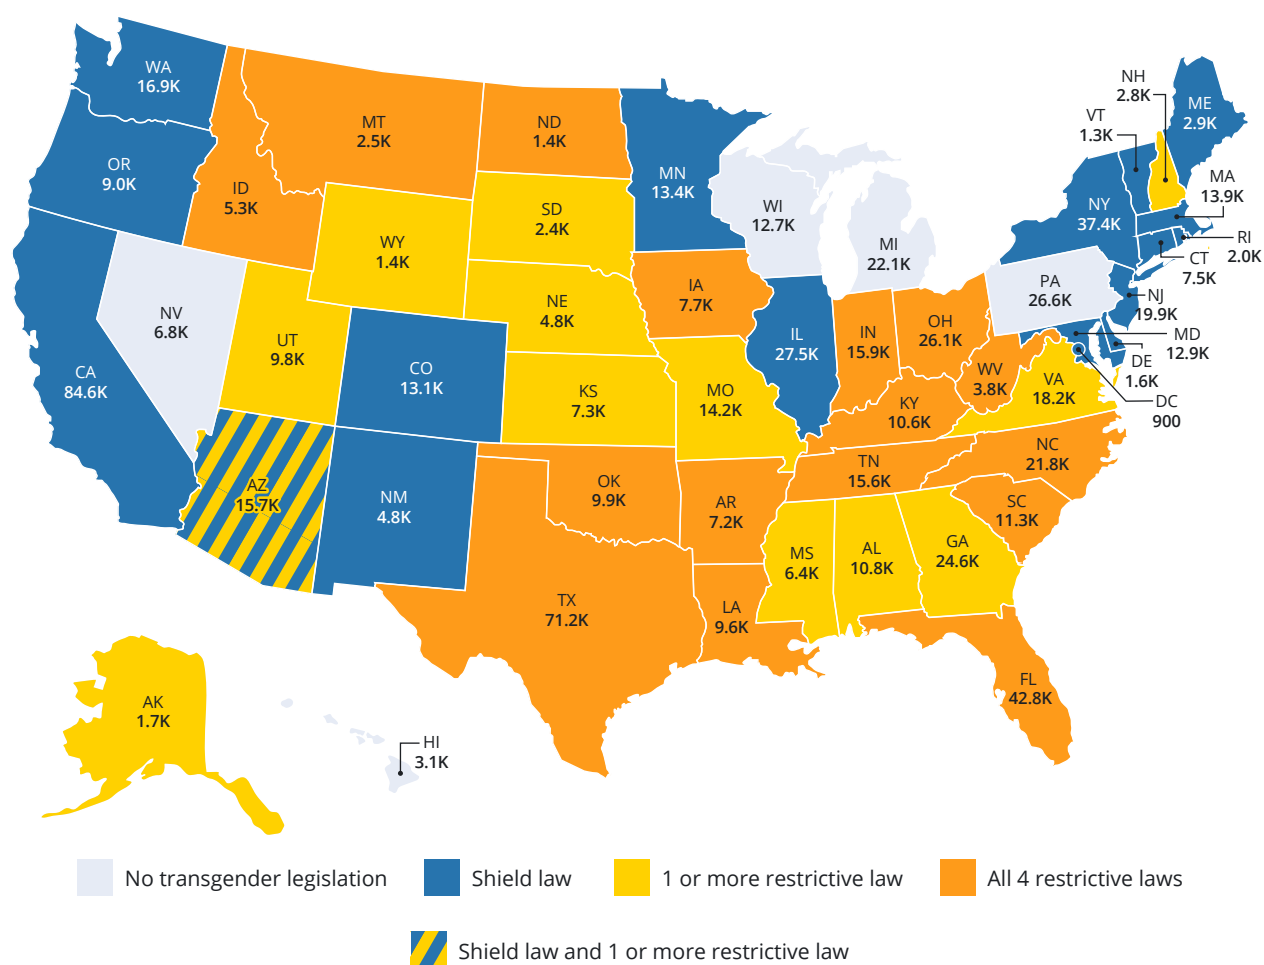 WA
16.9K
OR
9.0K
CA
84.6K
NV
6.8K
ID
5.3K
MT
2.5K
WY
1.4K
UT
9.8K
CO
13.1K
AZ
15.7K
NM
4.8K
ND
1.4K
SD
2.4K
NE
4.8K
KS
7.3K
OK
9.9K
TX
71.2K
MN
13.4K
IA
7.7K
MO
14.2K
AR
7.2K
LA
9.6K
WI
12.7K
IL
27.5K
MI
22.1K
IN
15.9K
OH
26.1K
KY
10.6K
TN
15.6K
MS
6.4K
AL
10.8K
GA
24.6K
FL
42.8K
SC
11.3K
NC
21.8K
VA
18.2K
WV
3.8K
PA
26.6K
NY
37.4K
VT
1.3K
NH
2.8K
ME
2.9K
MA
13.9K
RI
2.0K
CT
7.5K
NJ
19.9K
MD
12.9K
DE
1.6K
DC
900
AK
1.7K
HI
3.1K
No transgender legislation
Shield law
1 or more restrictive law
All 4 restrictive laws
Shield law and 1 or more restrictive law